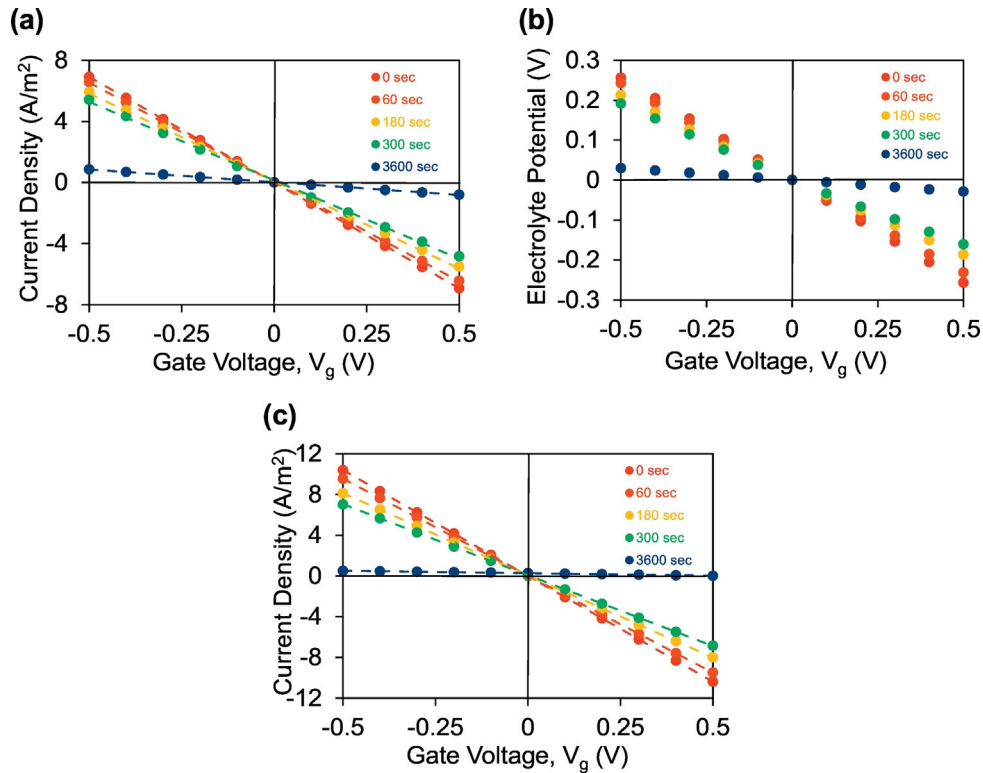 (a)
Current Density (A/m²)
8
4
0
-4
-8
0 sec
60 sec
180 sec
300 sec
3600 sec
-0.5
-0.25
0
0.25
0.5
Gate Voltage, Vg (V)
(b)
Electrolyte Potential (V)
0.3
0.2
0.1
0
-0.1
-0.2
-0.3
0 sec
60 sec
180 sec
300 sec
3600 sec
-0.5
-0.25
0
0.25
0.5
Gate Voltage, Vg (V)
(c)
Current Density (A/m²)
12
8
4
0
-4
-8
-12
0 sec
60 sec
180 sec
300 sec
3600 sec
-0.5
-0.25
0
0.25
0.5
Gate Voltage, Vg (V)